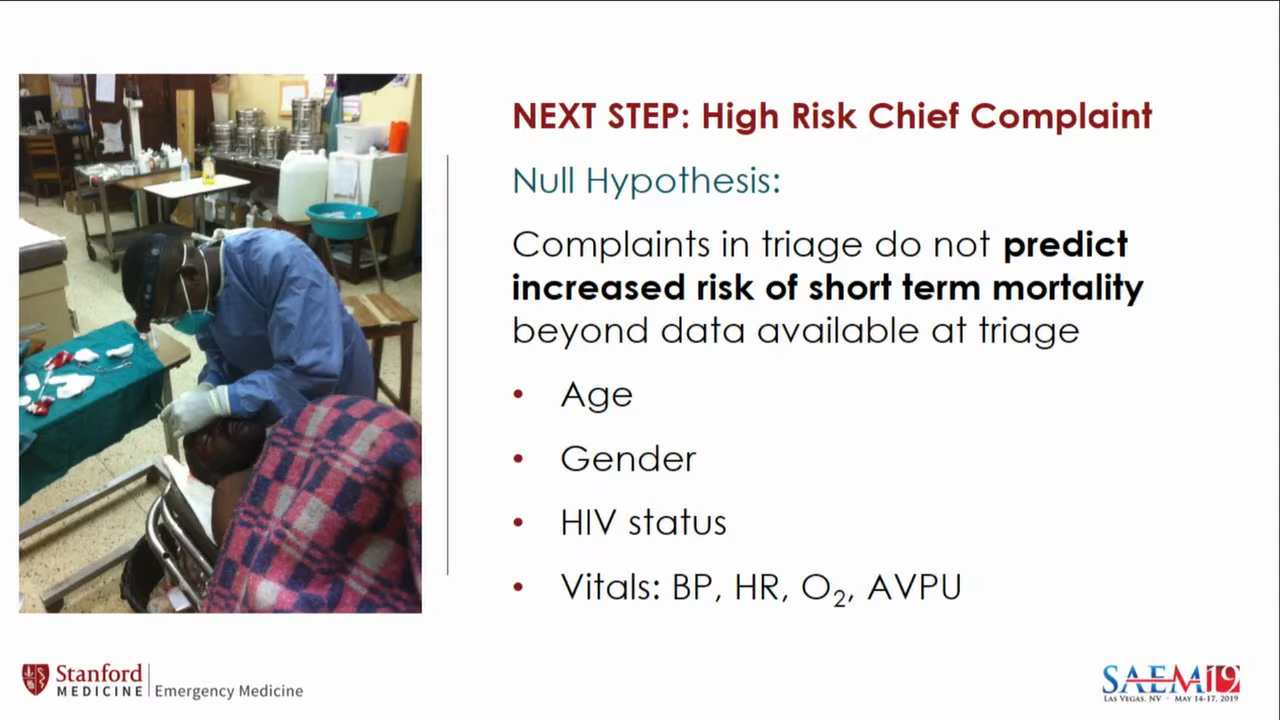 NEXT STEP: High Risk Chief Complaint
Null Hypothesis:
Complaints in triage do not predict
increased risk of short term mortality
beyond data available at triage
• Age
• Gender
• HIV status
• Vitals: BP, HR, O₂, AVPU
Stanford
MEDICINE
Emergency Medicine
SAEM19
LAS VEGAS, NV · MAY 14-17, 2019